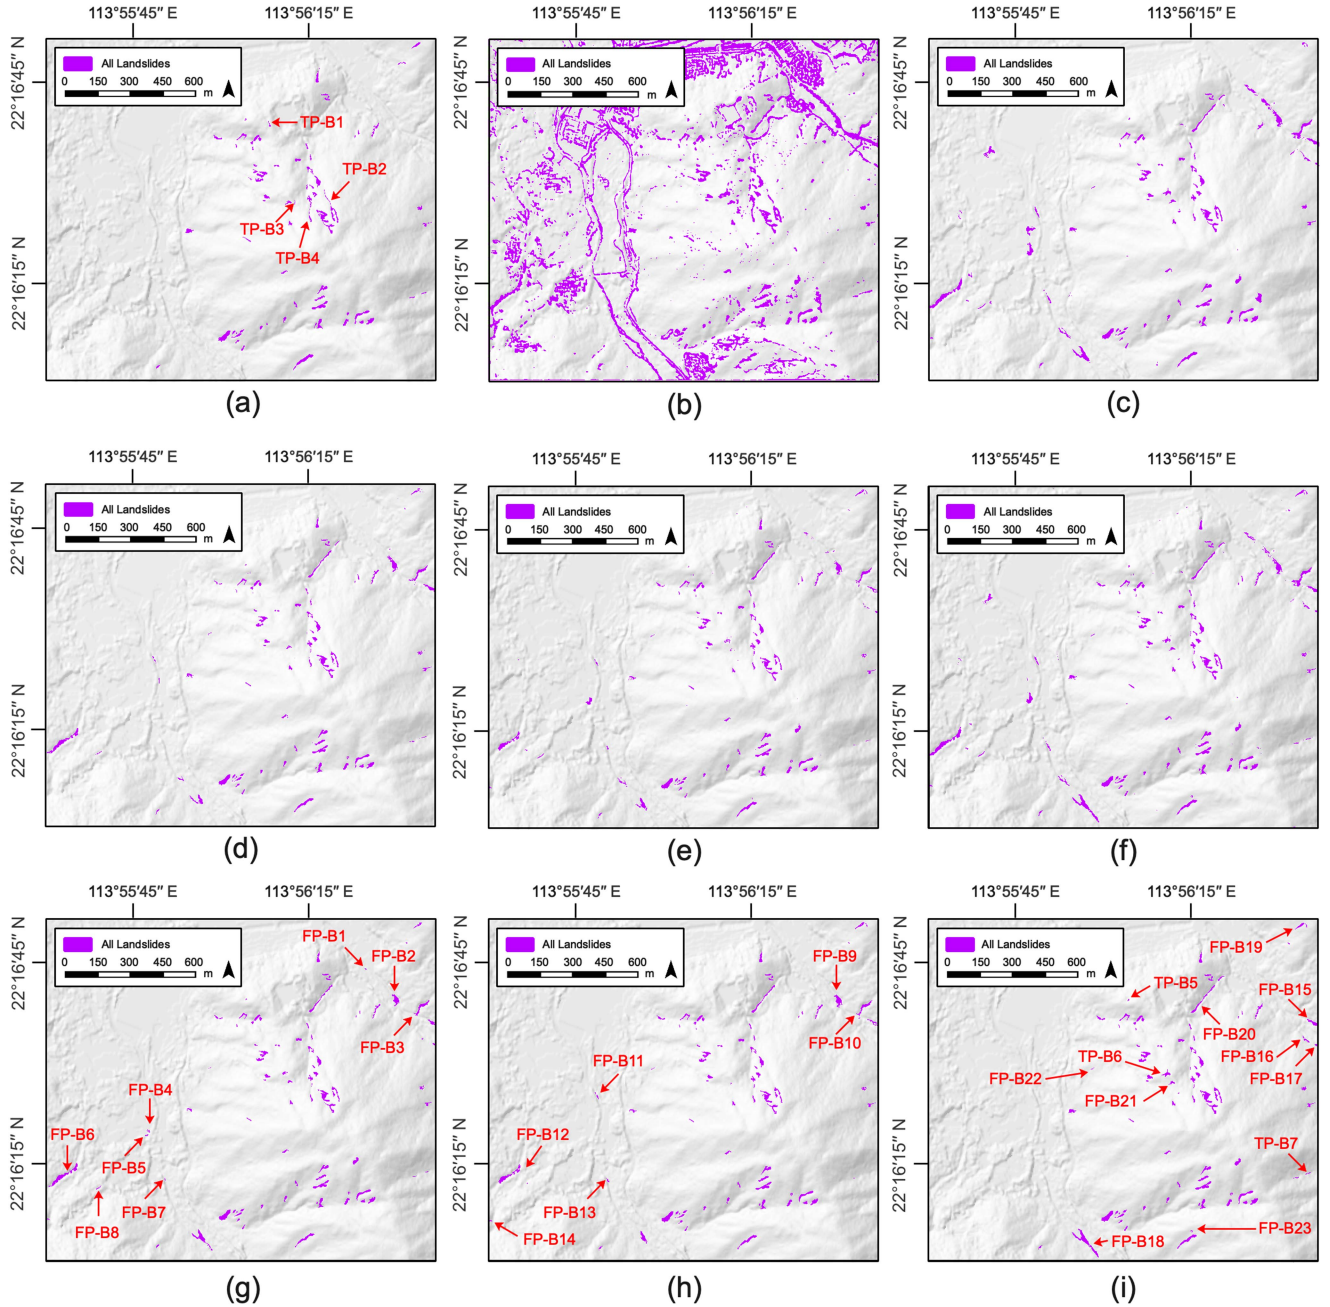 113°55′45″ E 113°56′15″ E 113°55′45″ E 113°56′15″ E 113°55′45″ E 113°56′15″ E
22°16′45″ N
22°16′15″ N
All Landslides
0 150 300 450 600 m
TP-B1
TP-B2
TP-B3
TP-B4
(a)
22°16′45″ N
22°16′15″ N
All Landslides
0 150 300 450 600 m
(b)
22°16′45″ N
22°16′15″ N
All Landslides
0 150 300 450 600 m
(c)
113°55′45″ E 113°56′15″ E 113°55′45″ E 113°56′15″ E 113°55′45″ E 113°56′15″ E
22°16′45″ N
22°16′15″ N
All Landslides
0 150 300 450 600 m
(d)
22°16′45″ N
22°16′15″ N
All Landslides
0 150 300 450 600 m
(e)
22°16′45″ N
22°16′15″ N
All Landslides
0 150 300 450 600 m
(f)
113°55′45″ E 113°56′15″ E 113°55′45″ E 113°56′15″ E 113°55′45″ E 113°56′15″ E
22°16′45″ N
22°16′15″ N
All Landslides
0 150 300 450 600 m
FP-B1
FP-B2
FP-B3
FP-B4
FP-B6
FP-B5
FP-B7
FP-B8
(g)
22°16′45″ N
22°16′15″ N
All Landslides
0 150 300 450 600 m
FP-B9
FP-B10
FP-B11
FP-B12
FP-B13
FP-B14
(h)
22°16′45″ N
22°16′15″ N
All Landslides
0 150 300 450 600 m
FP-B19
TP-B5
FP-B15
FP-B20
FP-B16
TP-B6
FP-B22
FP-B17
FP-B21
TP-B7
FP-B23
FP-B18
(i)